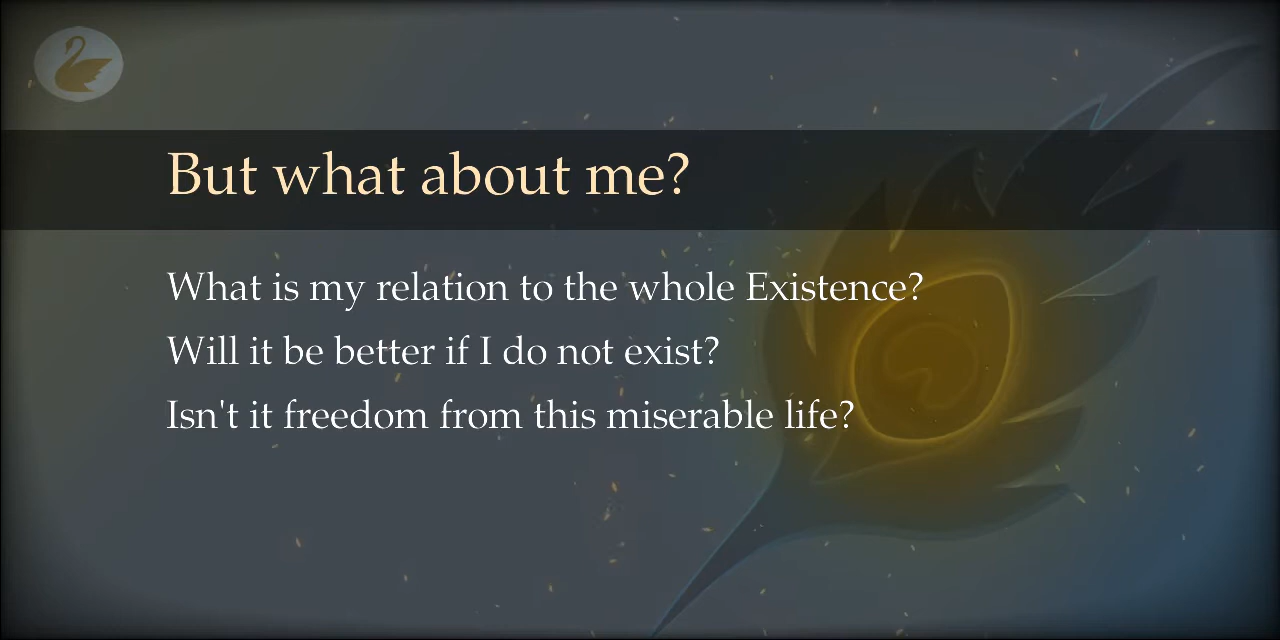 But what about me?
What is my relation to the whole Existence?
Will it be better if I do not exist?
Isn't it freedom from this miserable life?